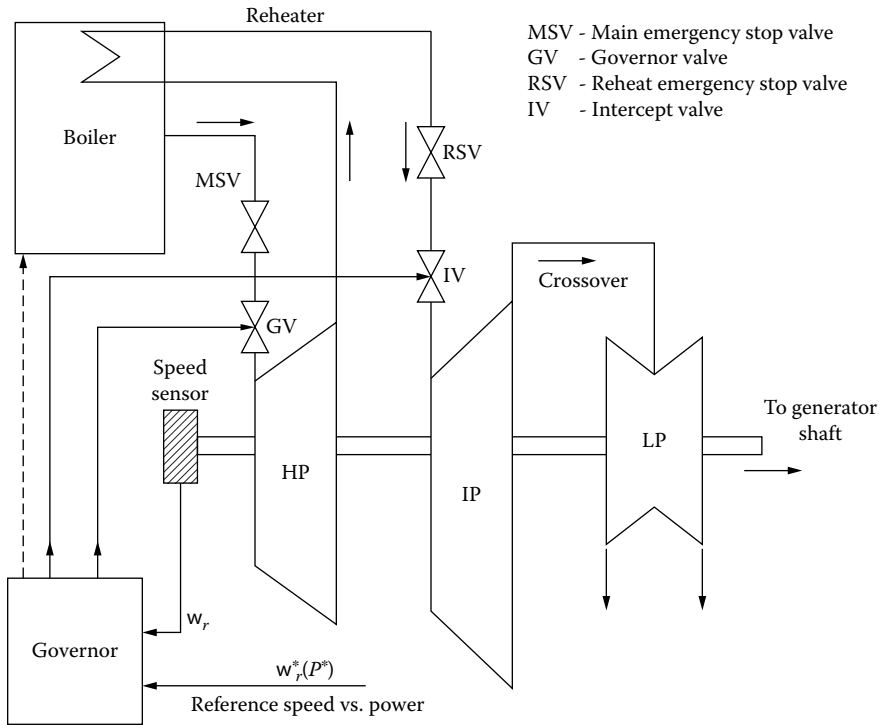 Reheater
MSV - Main emergency stop valve
GV - Governor valve
RSV - Reheat emergency stop valve
IV - Intercept valve
Boiler
MSV
RSV
IV
Crossover
GV
Speed
sensor
To generator
shaft
HP
IP
LP
w_r
Governor
w_r^*(P^*)
Reference speed vs. power